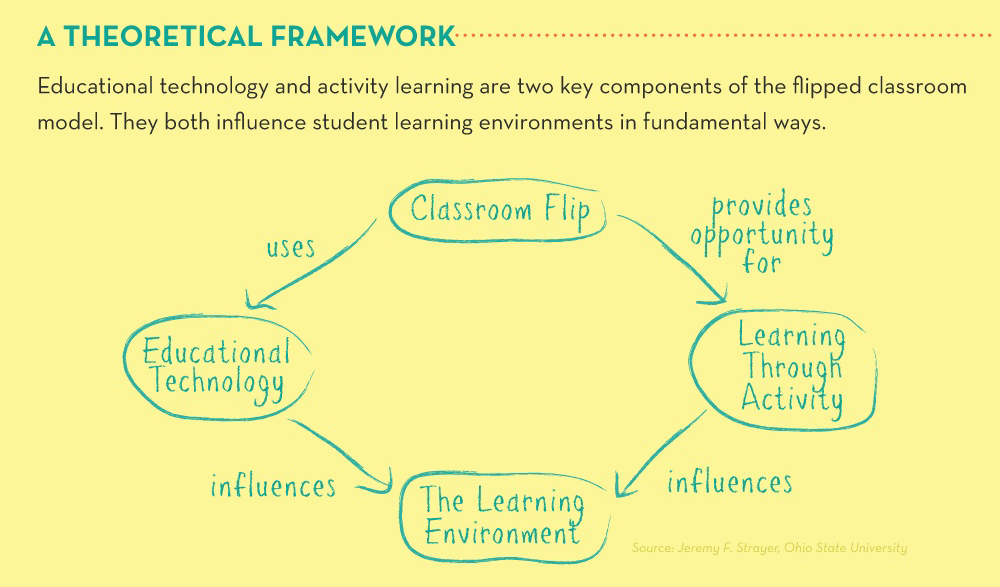 A THEORETICAL FRAMEWORK
Educational technology and activity learning are two key components of the flipped classroom
model. They both influence student learning environments in fundamental ways.
Classroom Flip
uses
provides
opportunity
for
Educational
Technology
Learning
Through
Activity
influences
influences
The Learning
Environment
Source: Jeremy F. Strayer, Ohio State University